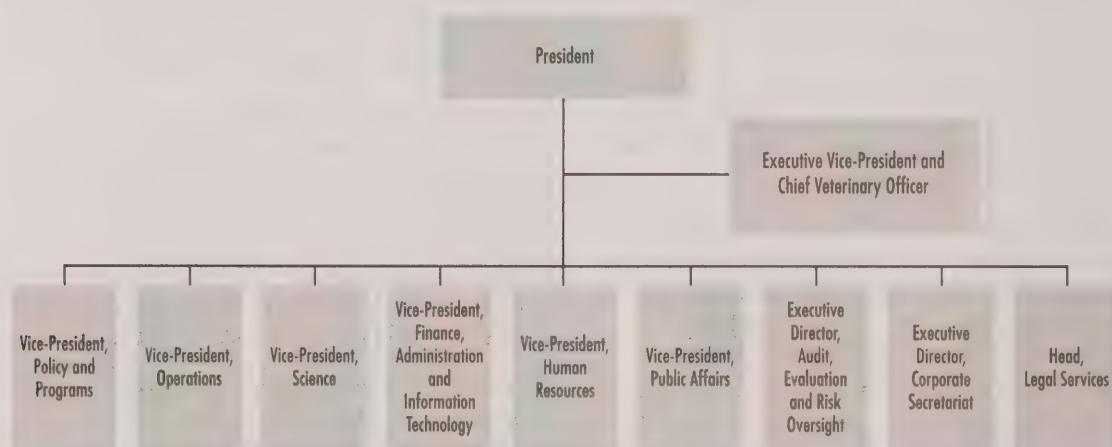 President
Executive Vice-President and
Chief Veterinary Officer
Vice-President,
Policy and
Programs
Vice-President,
Operations
Vice-President,
Science
Vice-President,
Finance,
Administration
and
Information
Technology
Vice-President,
Human
Resources
Vice-President,
Public Affairs
Executive
Director,
Audit,
Evaluation
and Risk
Oversight
Executive
Director,
Corporate
Secretariat
Head,
Legal Services